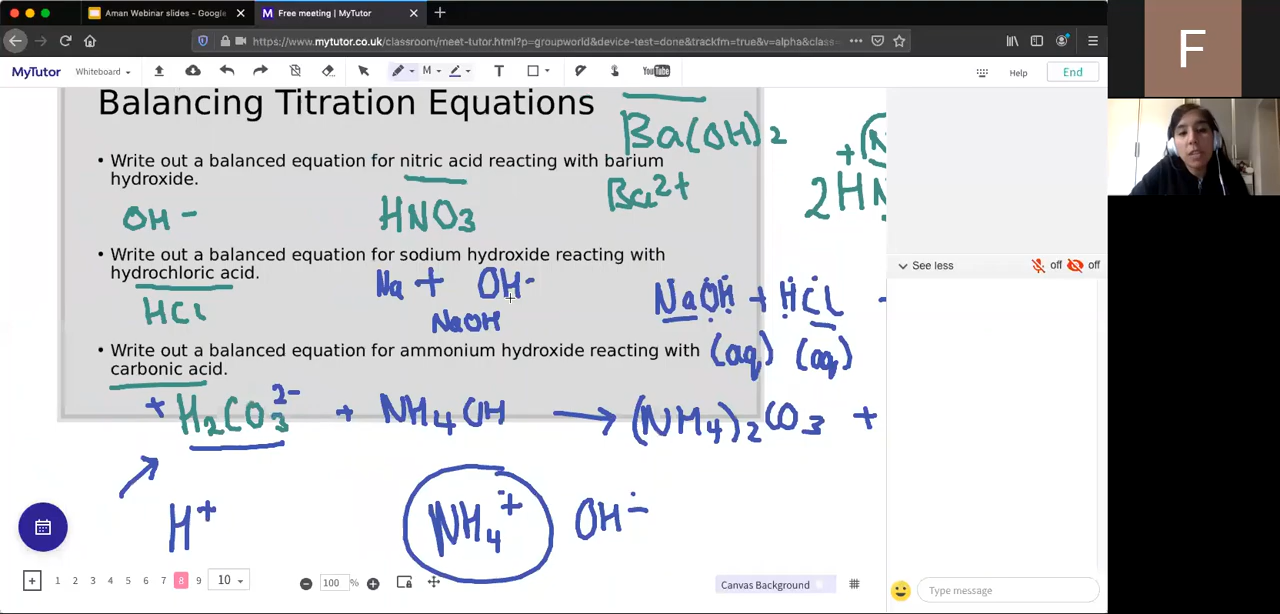 Aman Webinar slides - Google
Free meeting | MyTutor
https://www.mytutor.co.uk/classroom/meet-tutor.html?p=groupworld&device-test=done&trackfm=true&v=alpha&class=
MyTutor
Whiteboard
M
T
YouTube
Help
End
F
Balancing Titration Equations
Ba(OH)2
• Write out a balanced equation for nitric acid reacting with barium
hydroxide.
Ba2+
+
2HN
OH -
HNO3
• Write out a balanced equation for sodium hydroxide reacting with
hydrochloric acid.
Na + OH-
NaOH + HCl -
HCl
NaOH
(aq) (aq)
• Write out a balanced equation for ammonium hydroxide reacting with
carbonic acid.
+ H2CO3 2- + NH4OH → (NH4)2CO3 +
H+
NH4+
OH-
See less
off
off
1 2 3 4 5 6 7 8 9 10
100 %
Canvas Background
Type message